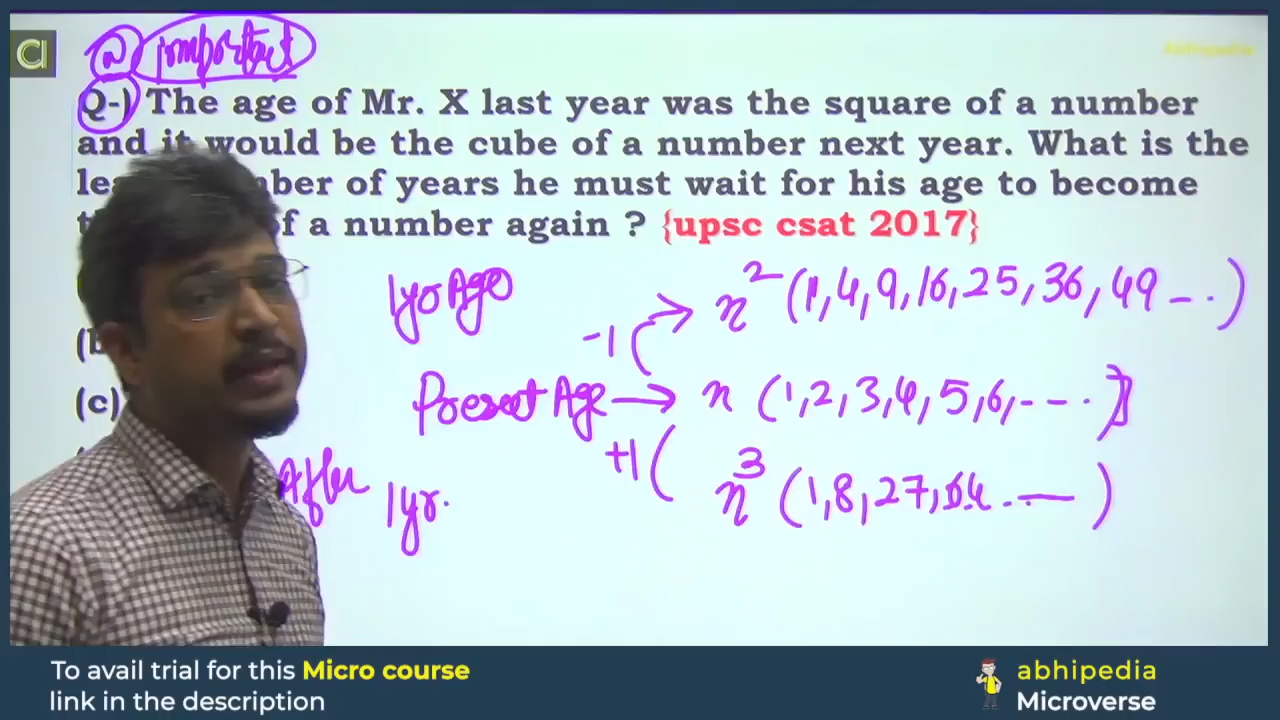 a important
Abhipedia
Q-) The age of Mr. X last year was the square of a number
and it would be the cube of a number next year. What is the
number of years he must wait for his age to become
of a number again ? {upsc csat 2017}
1yr Ago
n² (1,4,9,16,25,36,49 -..)
-1
Present Age → n (1,2,3,4,5,6,---.)
(c)
+1
After 1yr.
n³ (1,8,27,64...—)
To avail trial for this Micro course
link in the description
abhipedia
Microverse